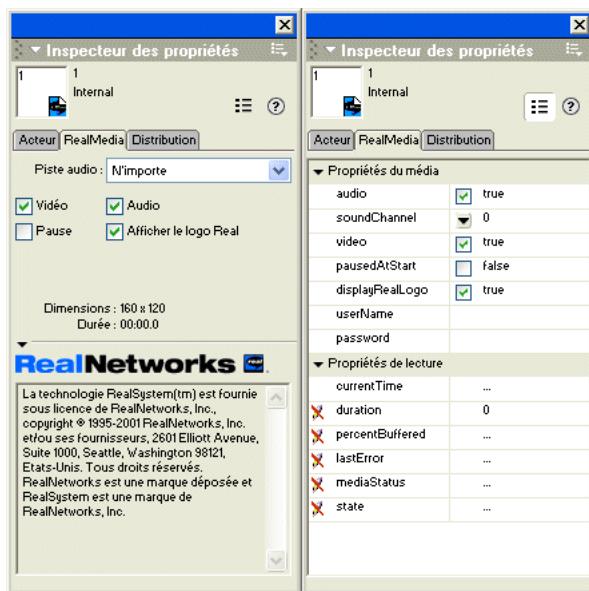 Inspecteur des propriétés
1
1
Internal
Acteur RealMedia Distribution
Piste audio : N'importe
Vidéo
Audio
Pause
Afficher le logo Real
Dimensions : 160 x 120
Durée : 00:00.0
RealNetworks real.
La technologie RealSystem(tm) est fournie
sous licence de RealNetworks, Inc.,
copyright © 1995-2001 RealNetworks, Inc.
et/ou ses fournisseurs, 2601 Elliott Avenue,
Suite 1000, Seattle, Washington 98121,
Etats-Unis. Tous droits réservés.
RealNetworks est une marque déposée et
RealSystem est une marque de
RealNetworks, Inc.
Inspecteur des propriétés
1
1
Internal
Acteur RealMedia Distribution
Propriétés du média
audio true
soundChannel 0
video true
pausedAtStart false
displayRealLogo true
userName
password
Propriétés de lecture
currentTime ...
duration 0
percentBuffered ...
lastError ...
mediaStatus ...
state ...